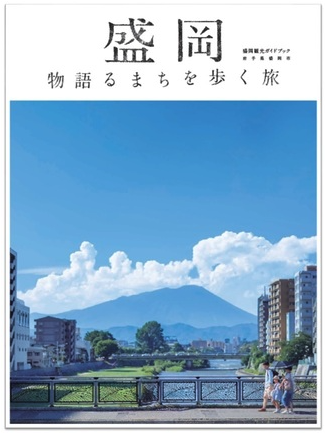 盛岡
盛岡観光ガイドブック
岩手県盛岡市
物語るまちを歩く旅